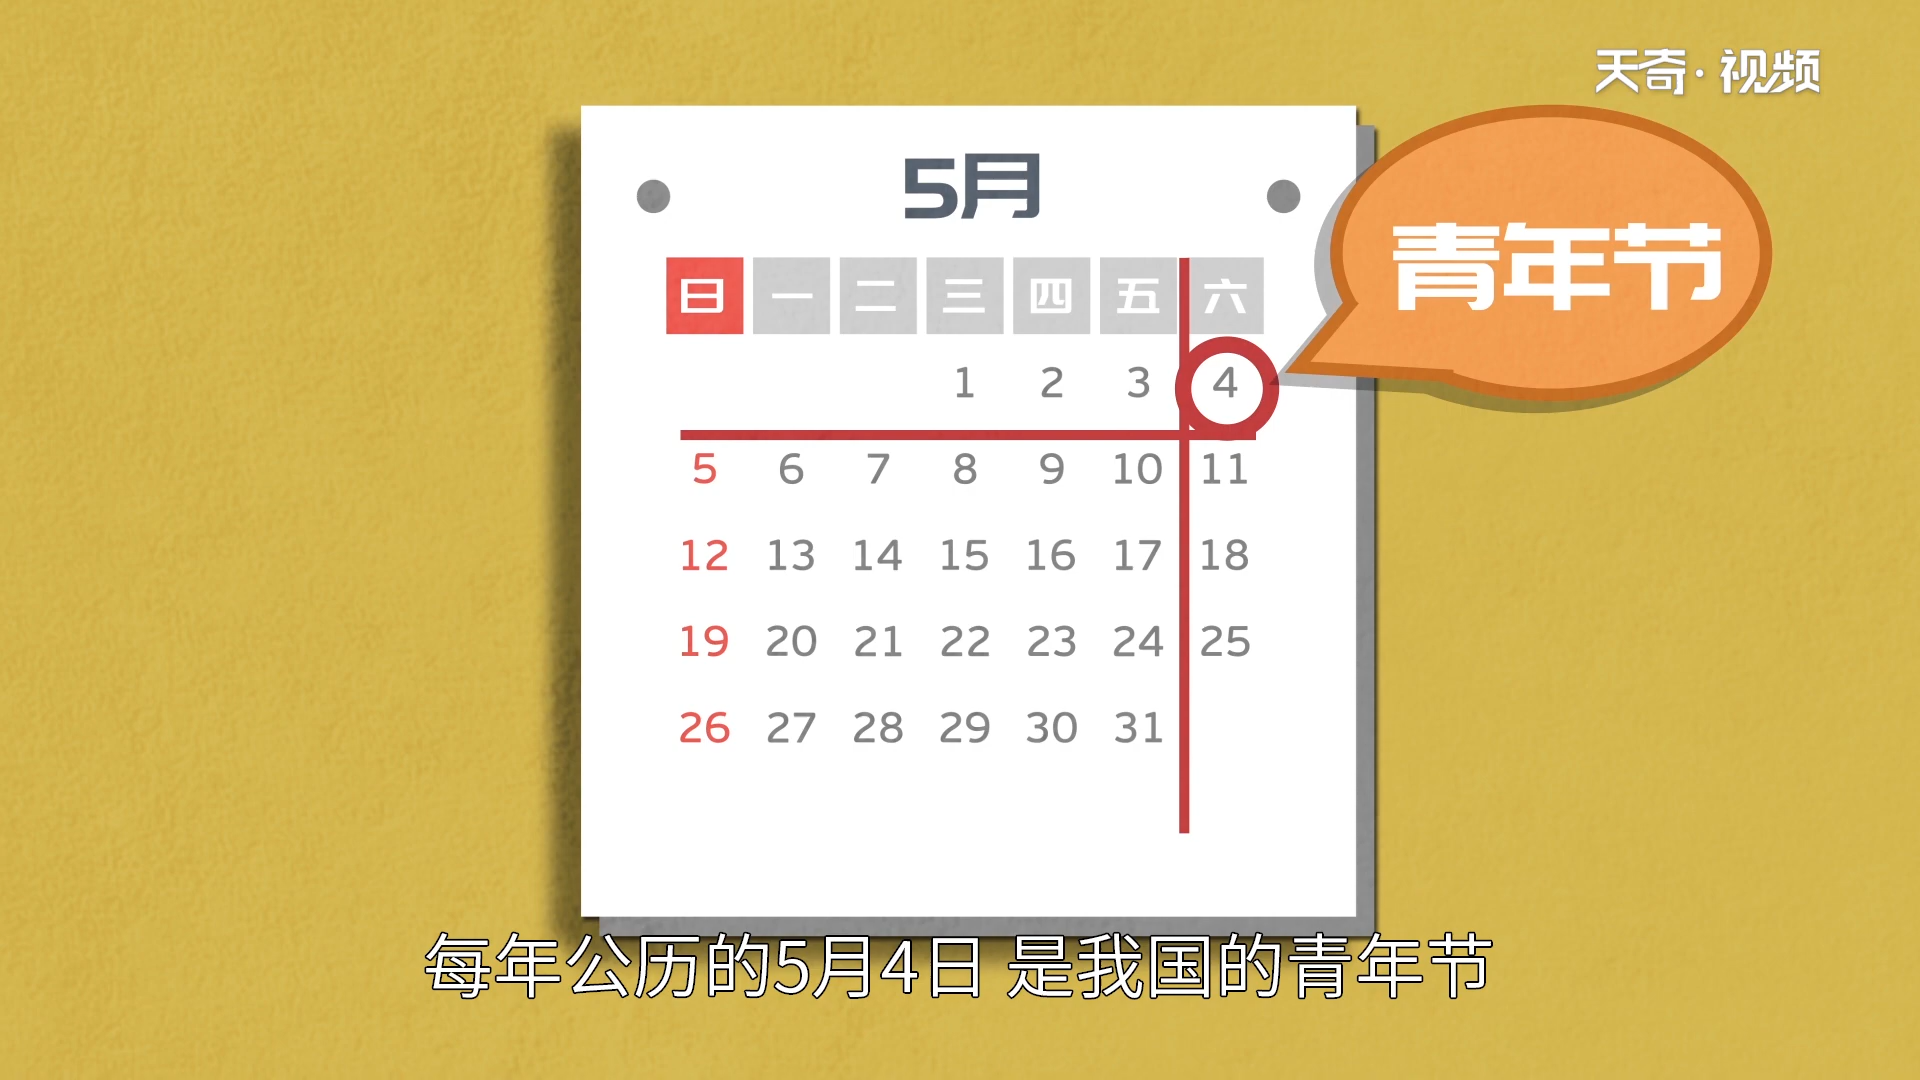 天奇·视频
5月
青年节
日 一 二 三 四 五 六
1 2 3 4
5 6 7 8 9 10 11
12 13 14 15 16 17 18
19 20 21 22 23 24 25
26 27 28 29 30 31
每年公历的5月4日 是我国的青年节